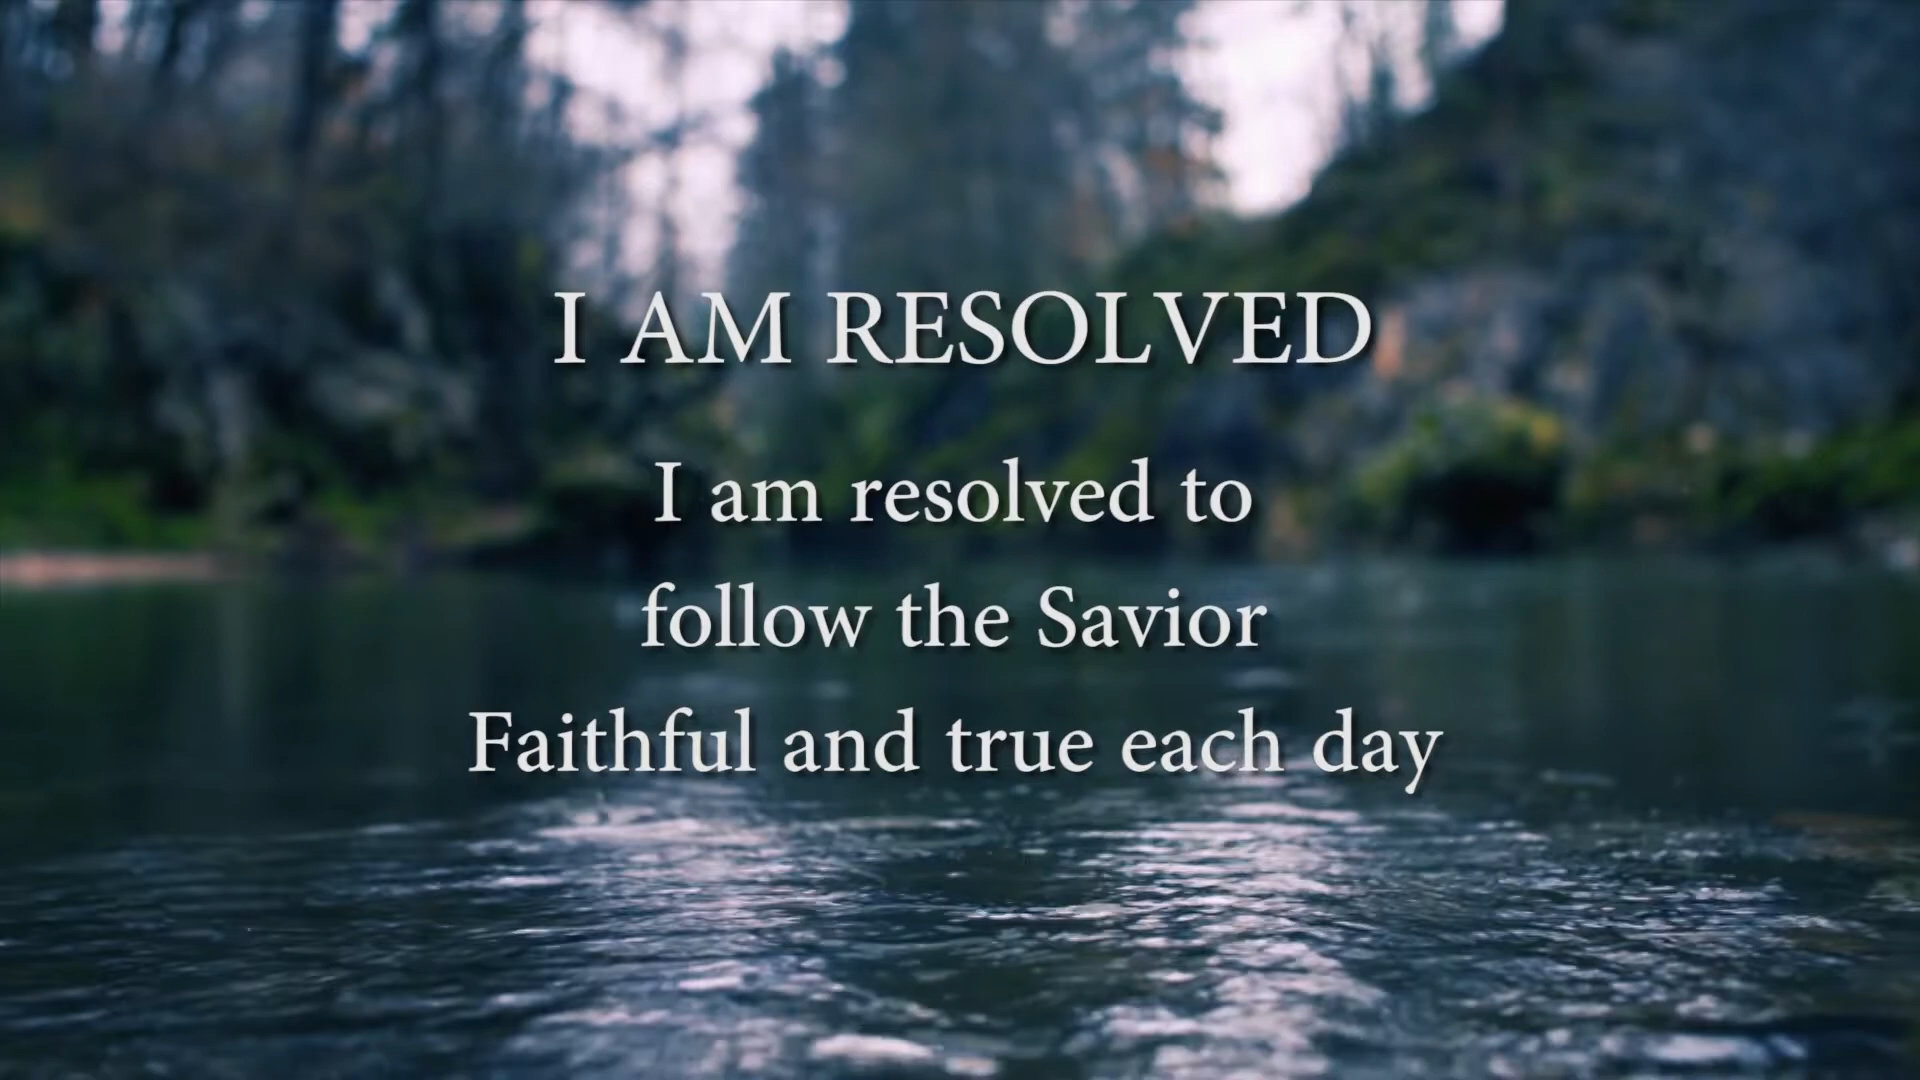 I AM RESOLVED
I am resolved to
follow the Savior
Faithful and true each day